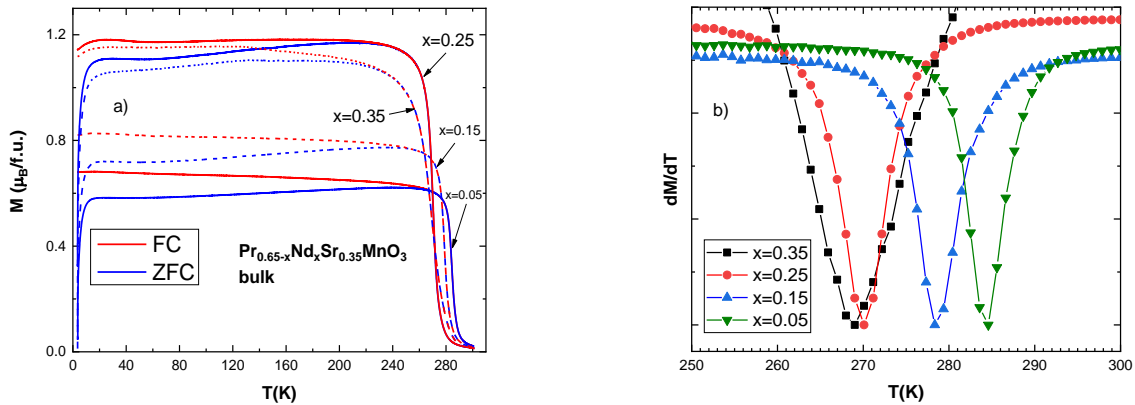 a)
M (μB/f.u.)
1.2
0.8
0.4
0.0
0 40 80 120 160 200 240 280
T(K)
x=0.25
x=0.35
x=0.15
x=0.05
FC
ZFC
Pr0.65-xNdxSr0.35MnO3
bulk
b)
dM/dT
250 260 270 280 290 300
T(K)
x=0.35
x=0.25
x=0.15
x=0.05